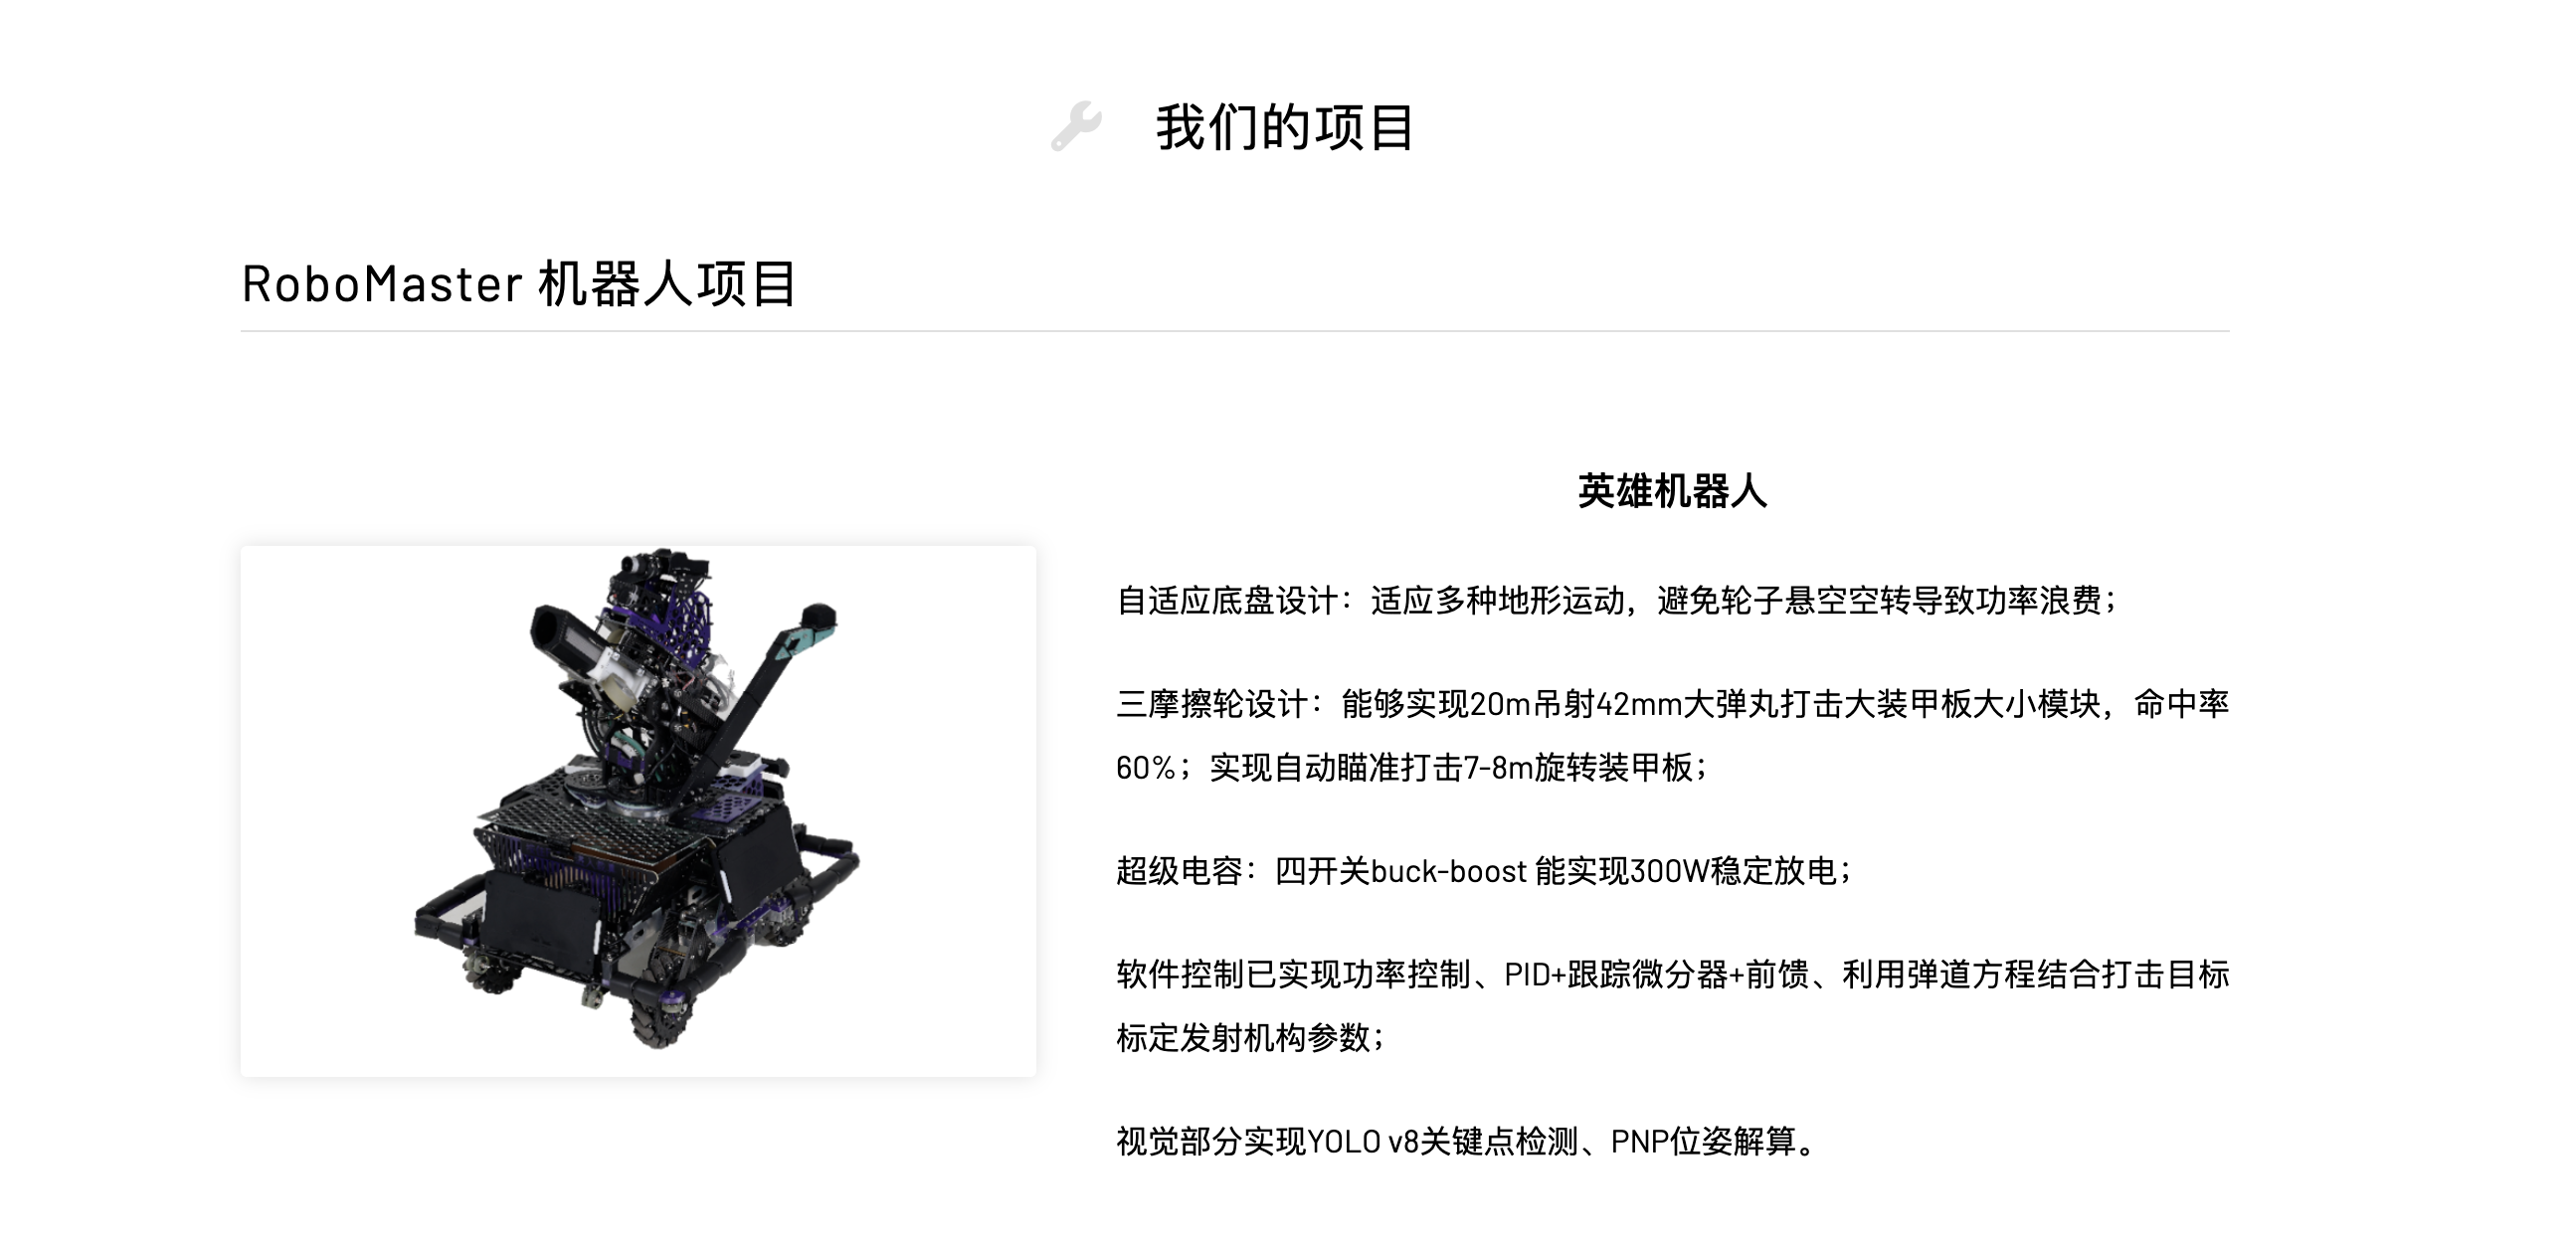 我们的项目
RoboMaster 机器人项目
英雄机器人
自适应底盘设计：适应多种地形运动，避免轮子悬空空转导致功率浪费；
三摩擦轮设计：能够实现20m吊射42mm大弹丸打击大装甲板大小模块，命中率
60%；实现自动瞄准打击7-8m旋转装甲板；
超级电容：四开关buck-boost 能实现300W稳定放电；
软件控制已实现功率控制、PID+跟踪微分器+前馈、利用弹道方程结合打击目标
标定发射机构参数；
视觉部分实现YOLO v8关键点检测、PNP位姿解算。